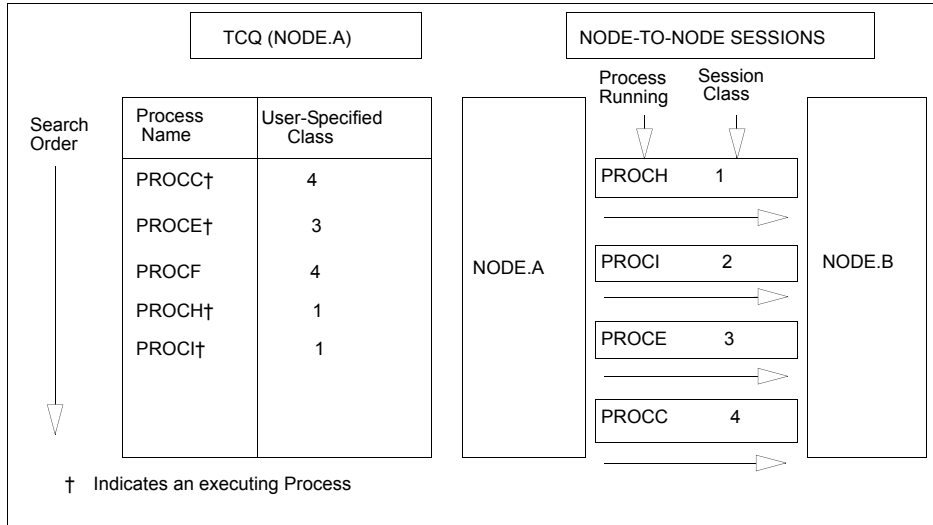 TCQ (NODE.A)
NODE-TO-NODE SESSIONS
Search
Order
Process
Name
User-Specified
Class
PROCC† 4
PROCE† 3
PROCF 4
PROCH† 1
PROCI† 1
Process
Running
Session
Class
NODE.A
PROCH 1
PROCI 2
PROCE 3
PROCC 4
NODE.B
† Indicates an executing Process